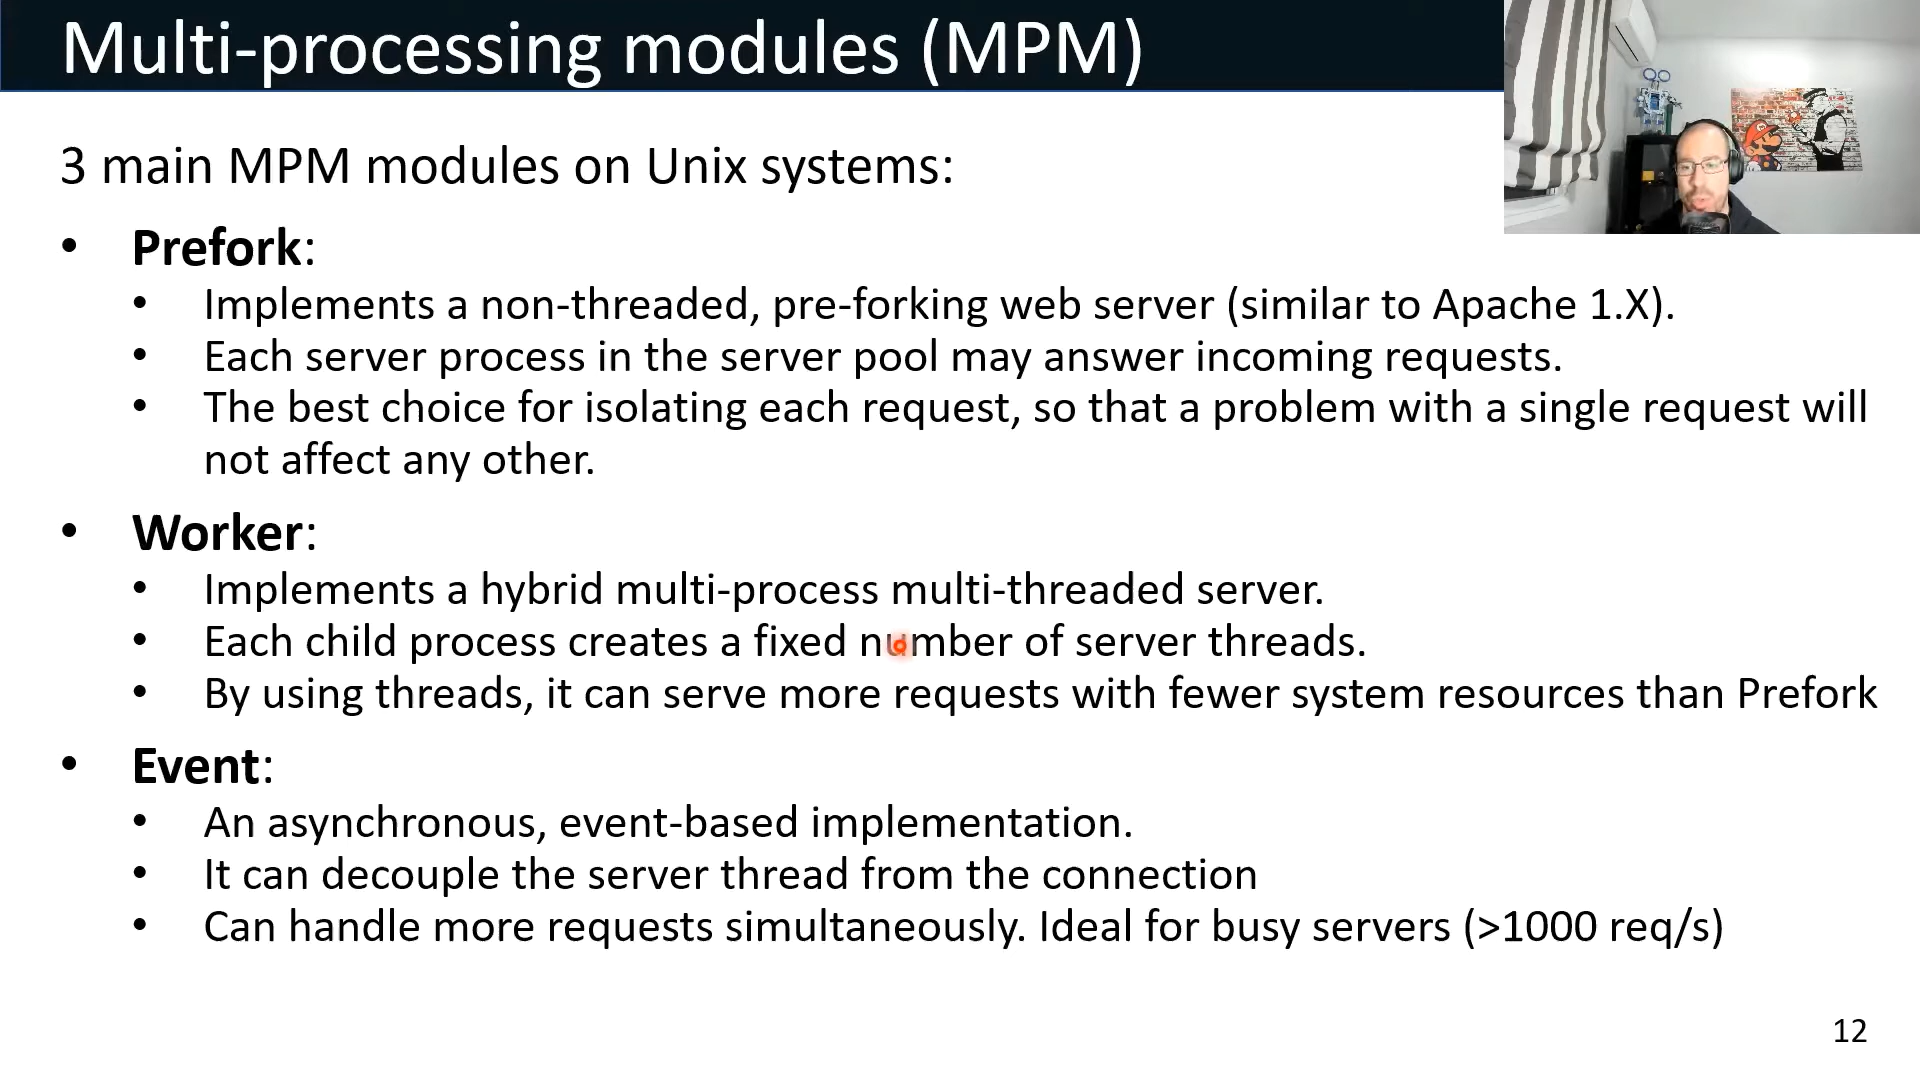 Multi-processing modules (MPM)
3 main MPM modules on Unix systems:
• Prefork:
• Implements a non-threaded, pre-forking web server (similar to Apache 1.X).
• Each server process in the server pool may answer incoming requests.
• The best choice for isolating each request, so that a problem with a single request will
not affect any other.
• Worker:
• Implements a hybrid multi-process multi-threaded server.
• Each child process creates a fixed number of server threads.
• By using threads, it can serve more requests with fewer system resources than Prefork
• Event:
• An asynchronous, event-based implementation.
• It can decouple the server thread from the connection
• Can handle more requests simultaneously. Ideal for busy servers (>1000 req/s)
12